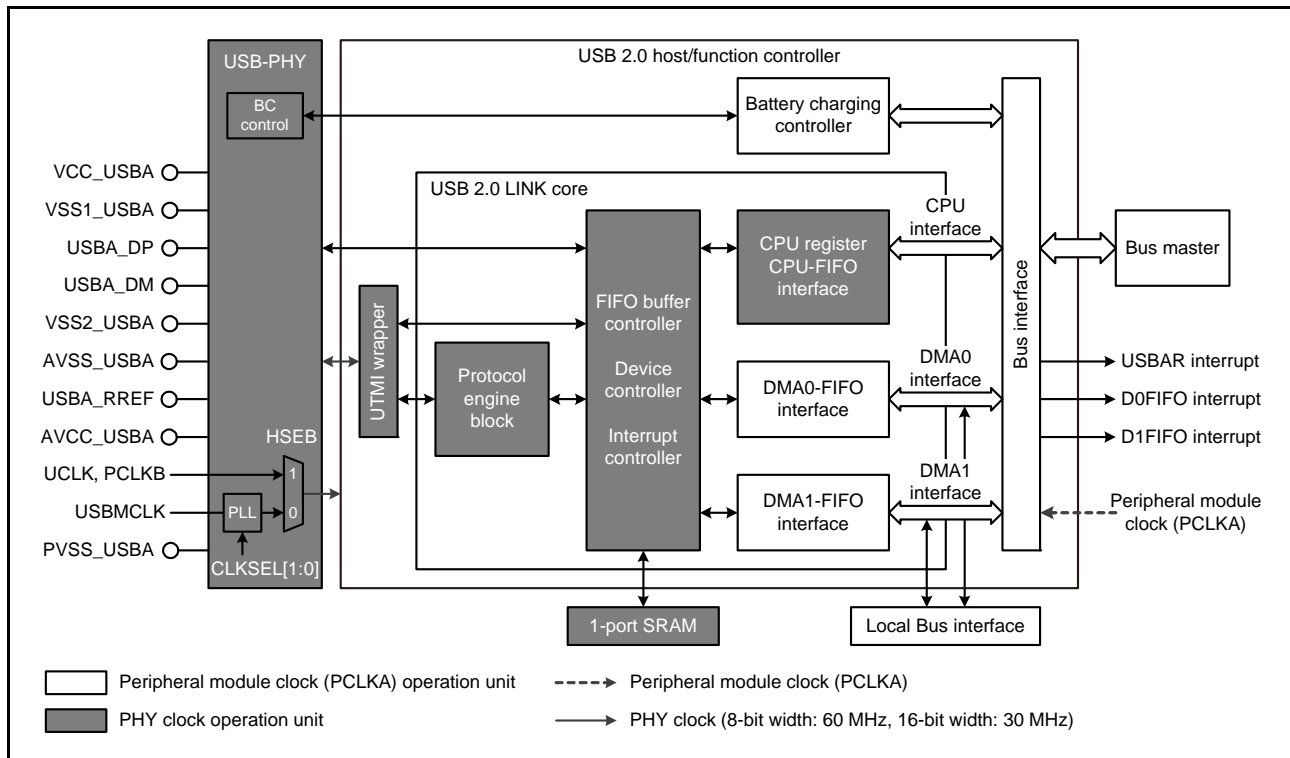 USB 2.0 host/function controller
USB-PHY
BC
control
Battery charging
controller
VCC_USBA
VSS1_USBA
USBA_DP
USBA_DM
VSS2_USBA
AVSS_USBA
USBA_RREF
AVCC_USBA
UCLK, PCLKB
USBMCLK
PVSS_USBA
HSEB
1
0
PLL
CLKSEL[1:0]
USB 2.0 LINK core
UTMI wrapper
Protocol
engine
block
FIFO buffer
controller
Device
controller
Interrupt
controller
CPU register
CPU-FIFO
interface
DMA0-FIFO
interface
DMA1-FIFO
interface
CPU
interface
DMA0
interface
DMA1
interface
Bus interface
Bus master
USBAR interrupt
D0FIFO interrupt
D1FIFO interrupt
Peripheral module
clock (PCLKA)
1-port SRAM
Local Bus interface
Peripheral module clock (PCLKA) operation unit
Peripheral module clock (PCLKA)
PHY clock operation unit
PHY clock (8-bit width: 60 MHz, 16-bit width: 30 MHz)